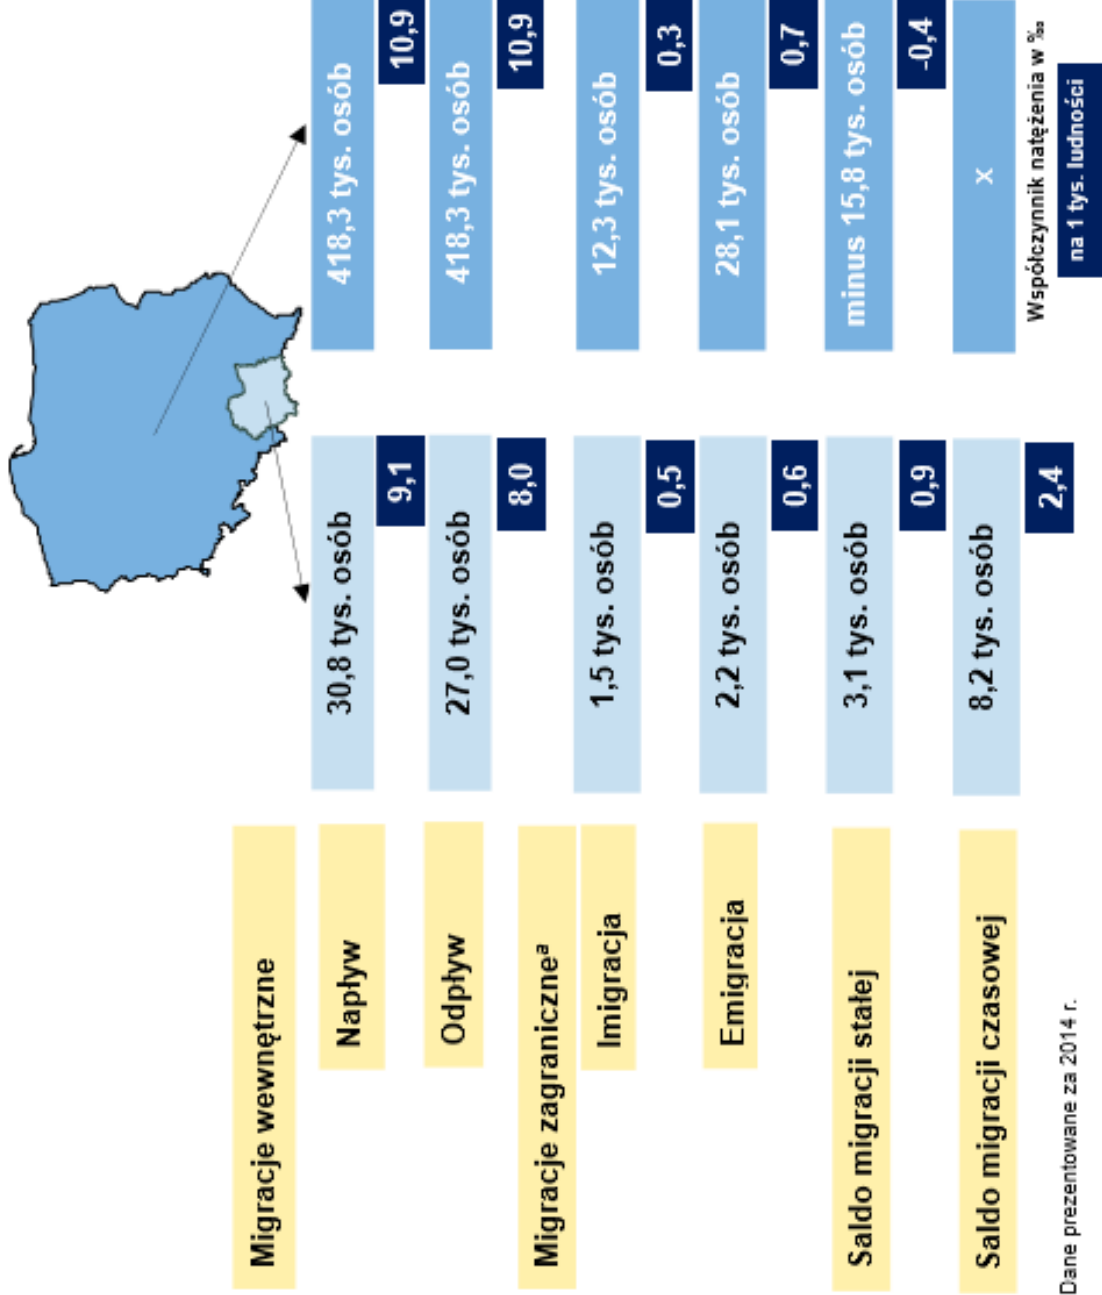 Migracje wewnętrzne
Napływ
30,8 tys. osób
9,1
418,3 tys. osób
10,9
Odpływ
27,0 tys. osób
8,0
418,3 tys. osób
10,9
Migracje zagraniczneª
Imigracja
1,5 tys. osób
0,5
12,3 tys. osób
0,3
Emigracja
2,2 tys. osób
0,6
28,1 tys. osób
0,7
Saldo migracji stałej
3,1 tys. osób
0,9
minus 15,8 tys. osób
-0,4
Saldo migracji czasowej
8,2 tys. osób
2,4
x
Współczynnik natężenia w ‰
na 1 tys. ludności
Dane prezentowane za 2014 r.